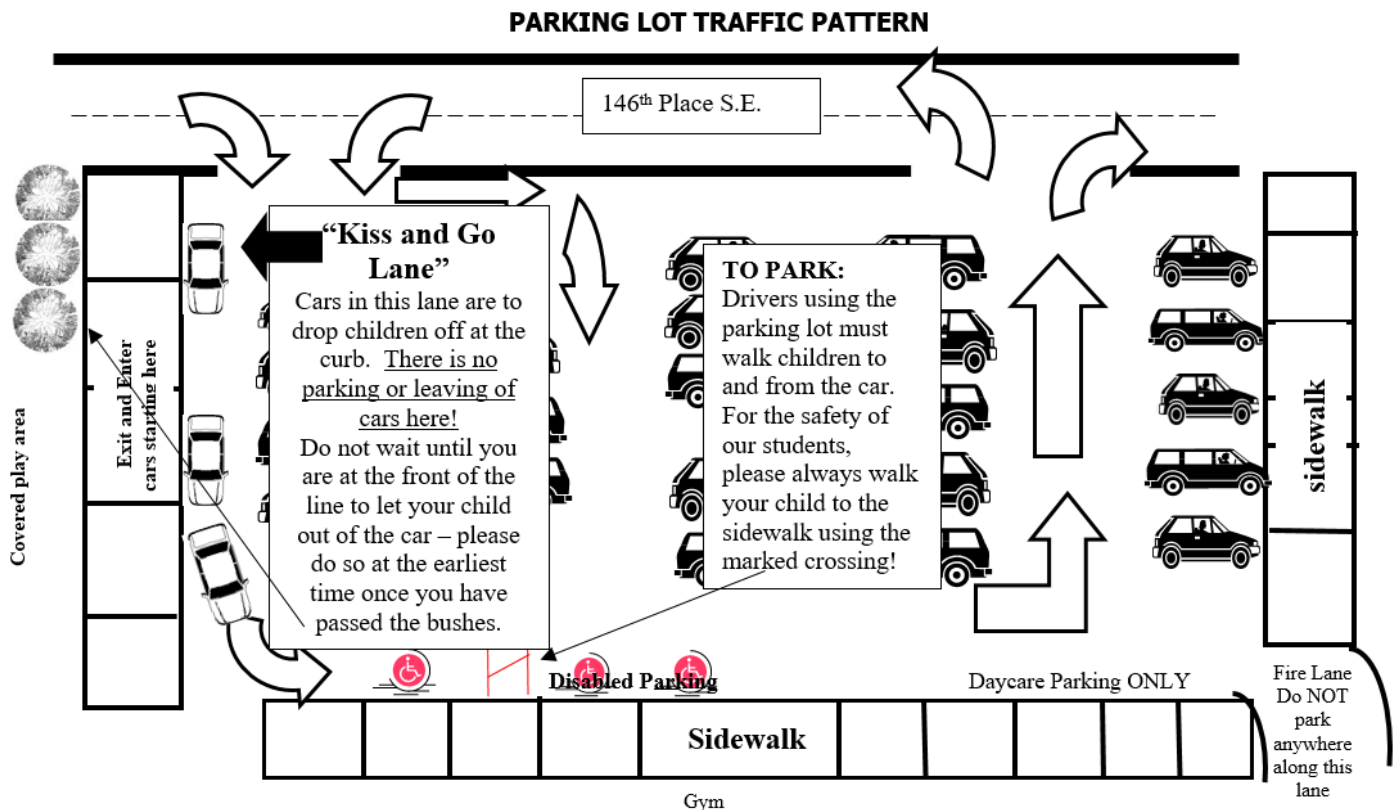 PARKING LOT TRAFFIC PATTERN
146th Place S.E.
“Kiss and Go
Lane”
Cars in this lane are to
drop children off at the
curb. There is no
parking or leaving of
cars here!
Do not wait until you
are at the front of the
line to let your child
out of the car – please
do so at the earliest
time once you have
passed the bushes.
TO PARK:
Drivers using the
parking lot must
walk children to
and from the car.
For the safety of
our students,
please always walk
your child to the
sidewalk using the
marked crossing!
Covered play area
Exit and Enter
cars starting here
sidewalk
Disabled Parking
Daycare Parking ONLY
Fire Lane
Do NOT
park
anywhere
along this
lane
Sidewalk
Gym